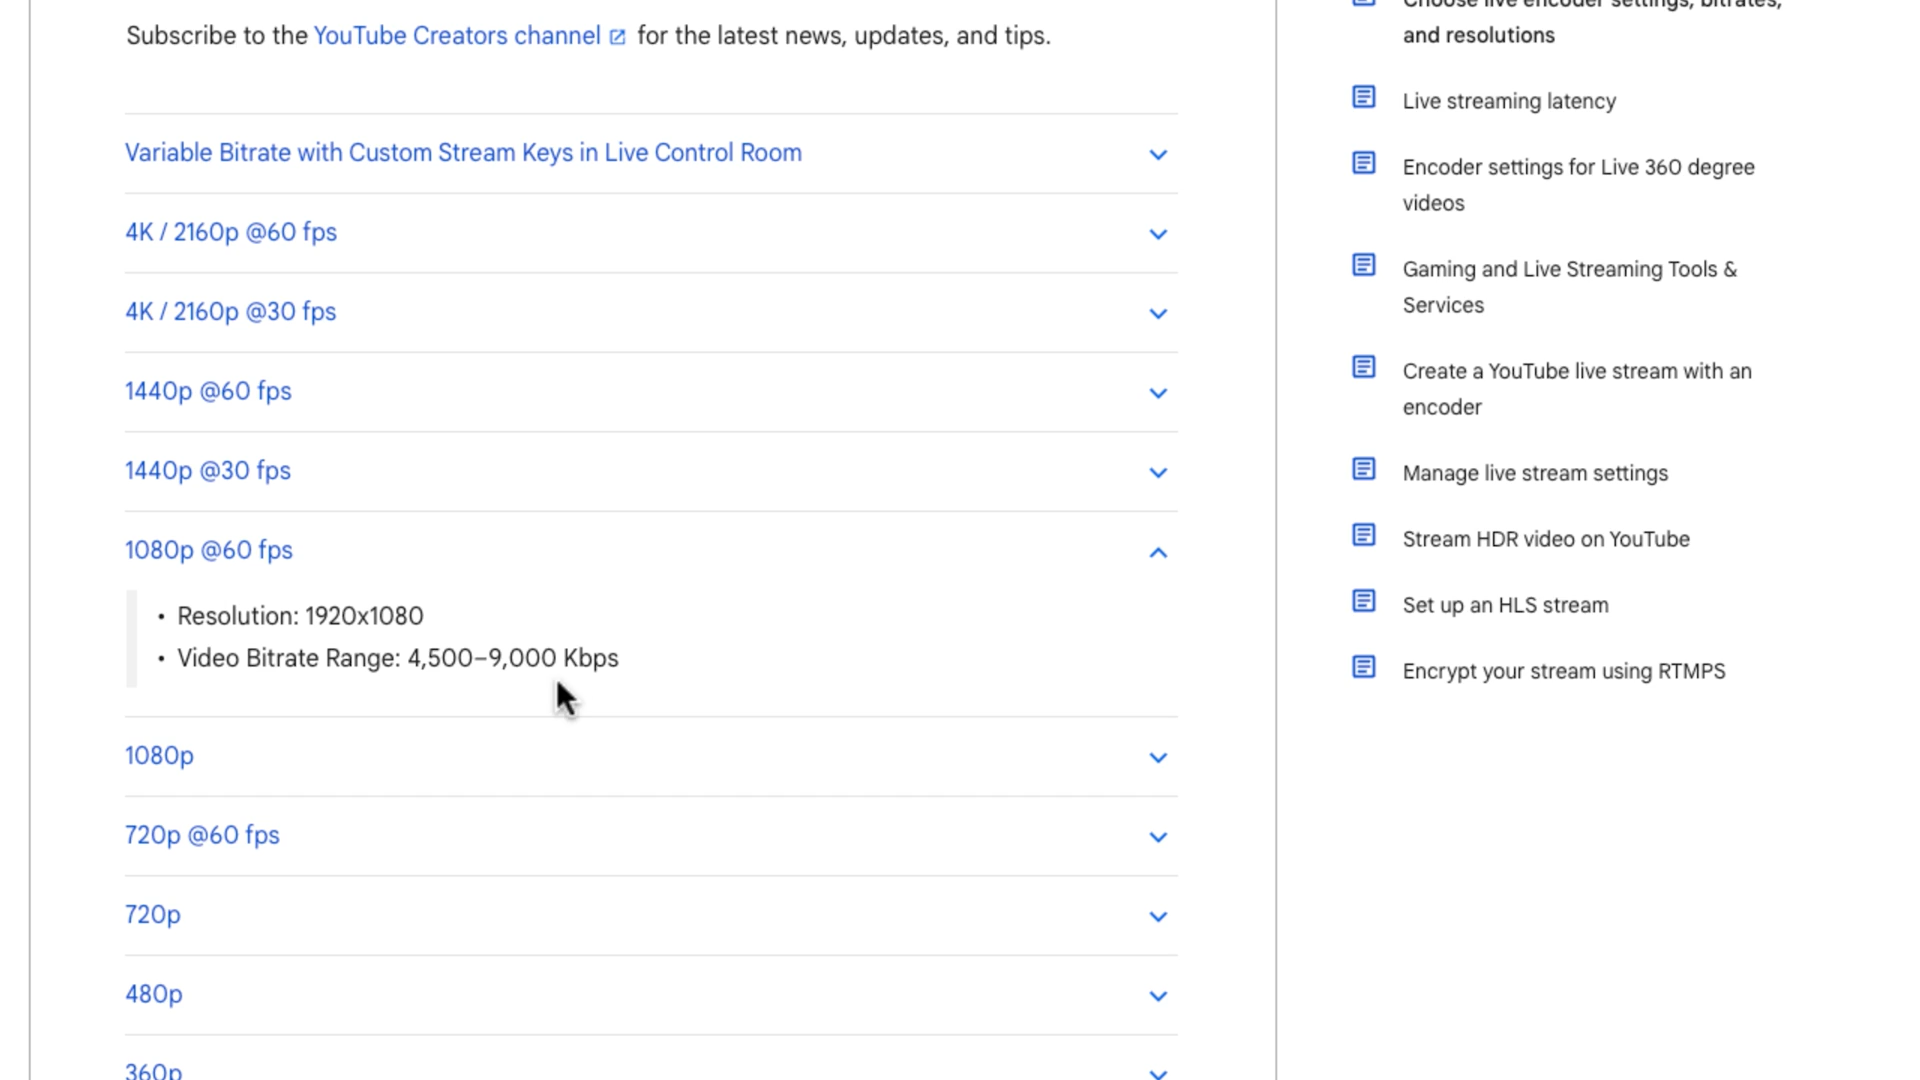 Subscribe to the YouTube Creators channel for the latest news, updates, and tips.
Variable Bitrate with Custom Stream Keys in Live Control Room
4K / 2160p @60 fps
4K / 2160p @30 fps
1440p @60 fps
1440p @30 fps
1080p @60 fps
• Resolution: 1920x1080
• Video Bitrate Range: 4,500–9,000 Kbps
1080p
720p @60 fps
720p
480p
360p
Choose live encoder settings, bitrates,
and resolutions
Live streaming latency
Encoder settings for Live 360 degree
videos
Gaming and Live Streaming Tools &
Services
Create a YouTube live stream with an
encoder
Manage live stream settings
Stream HDR video on YouTube
Set up an HLS stream
Encrypt your stream using RTMPS